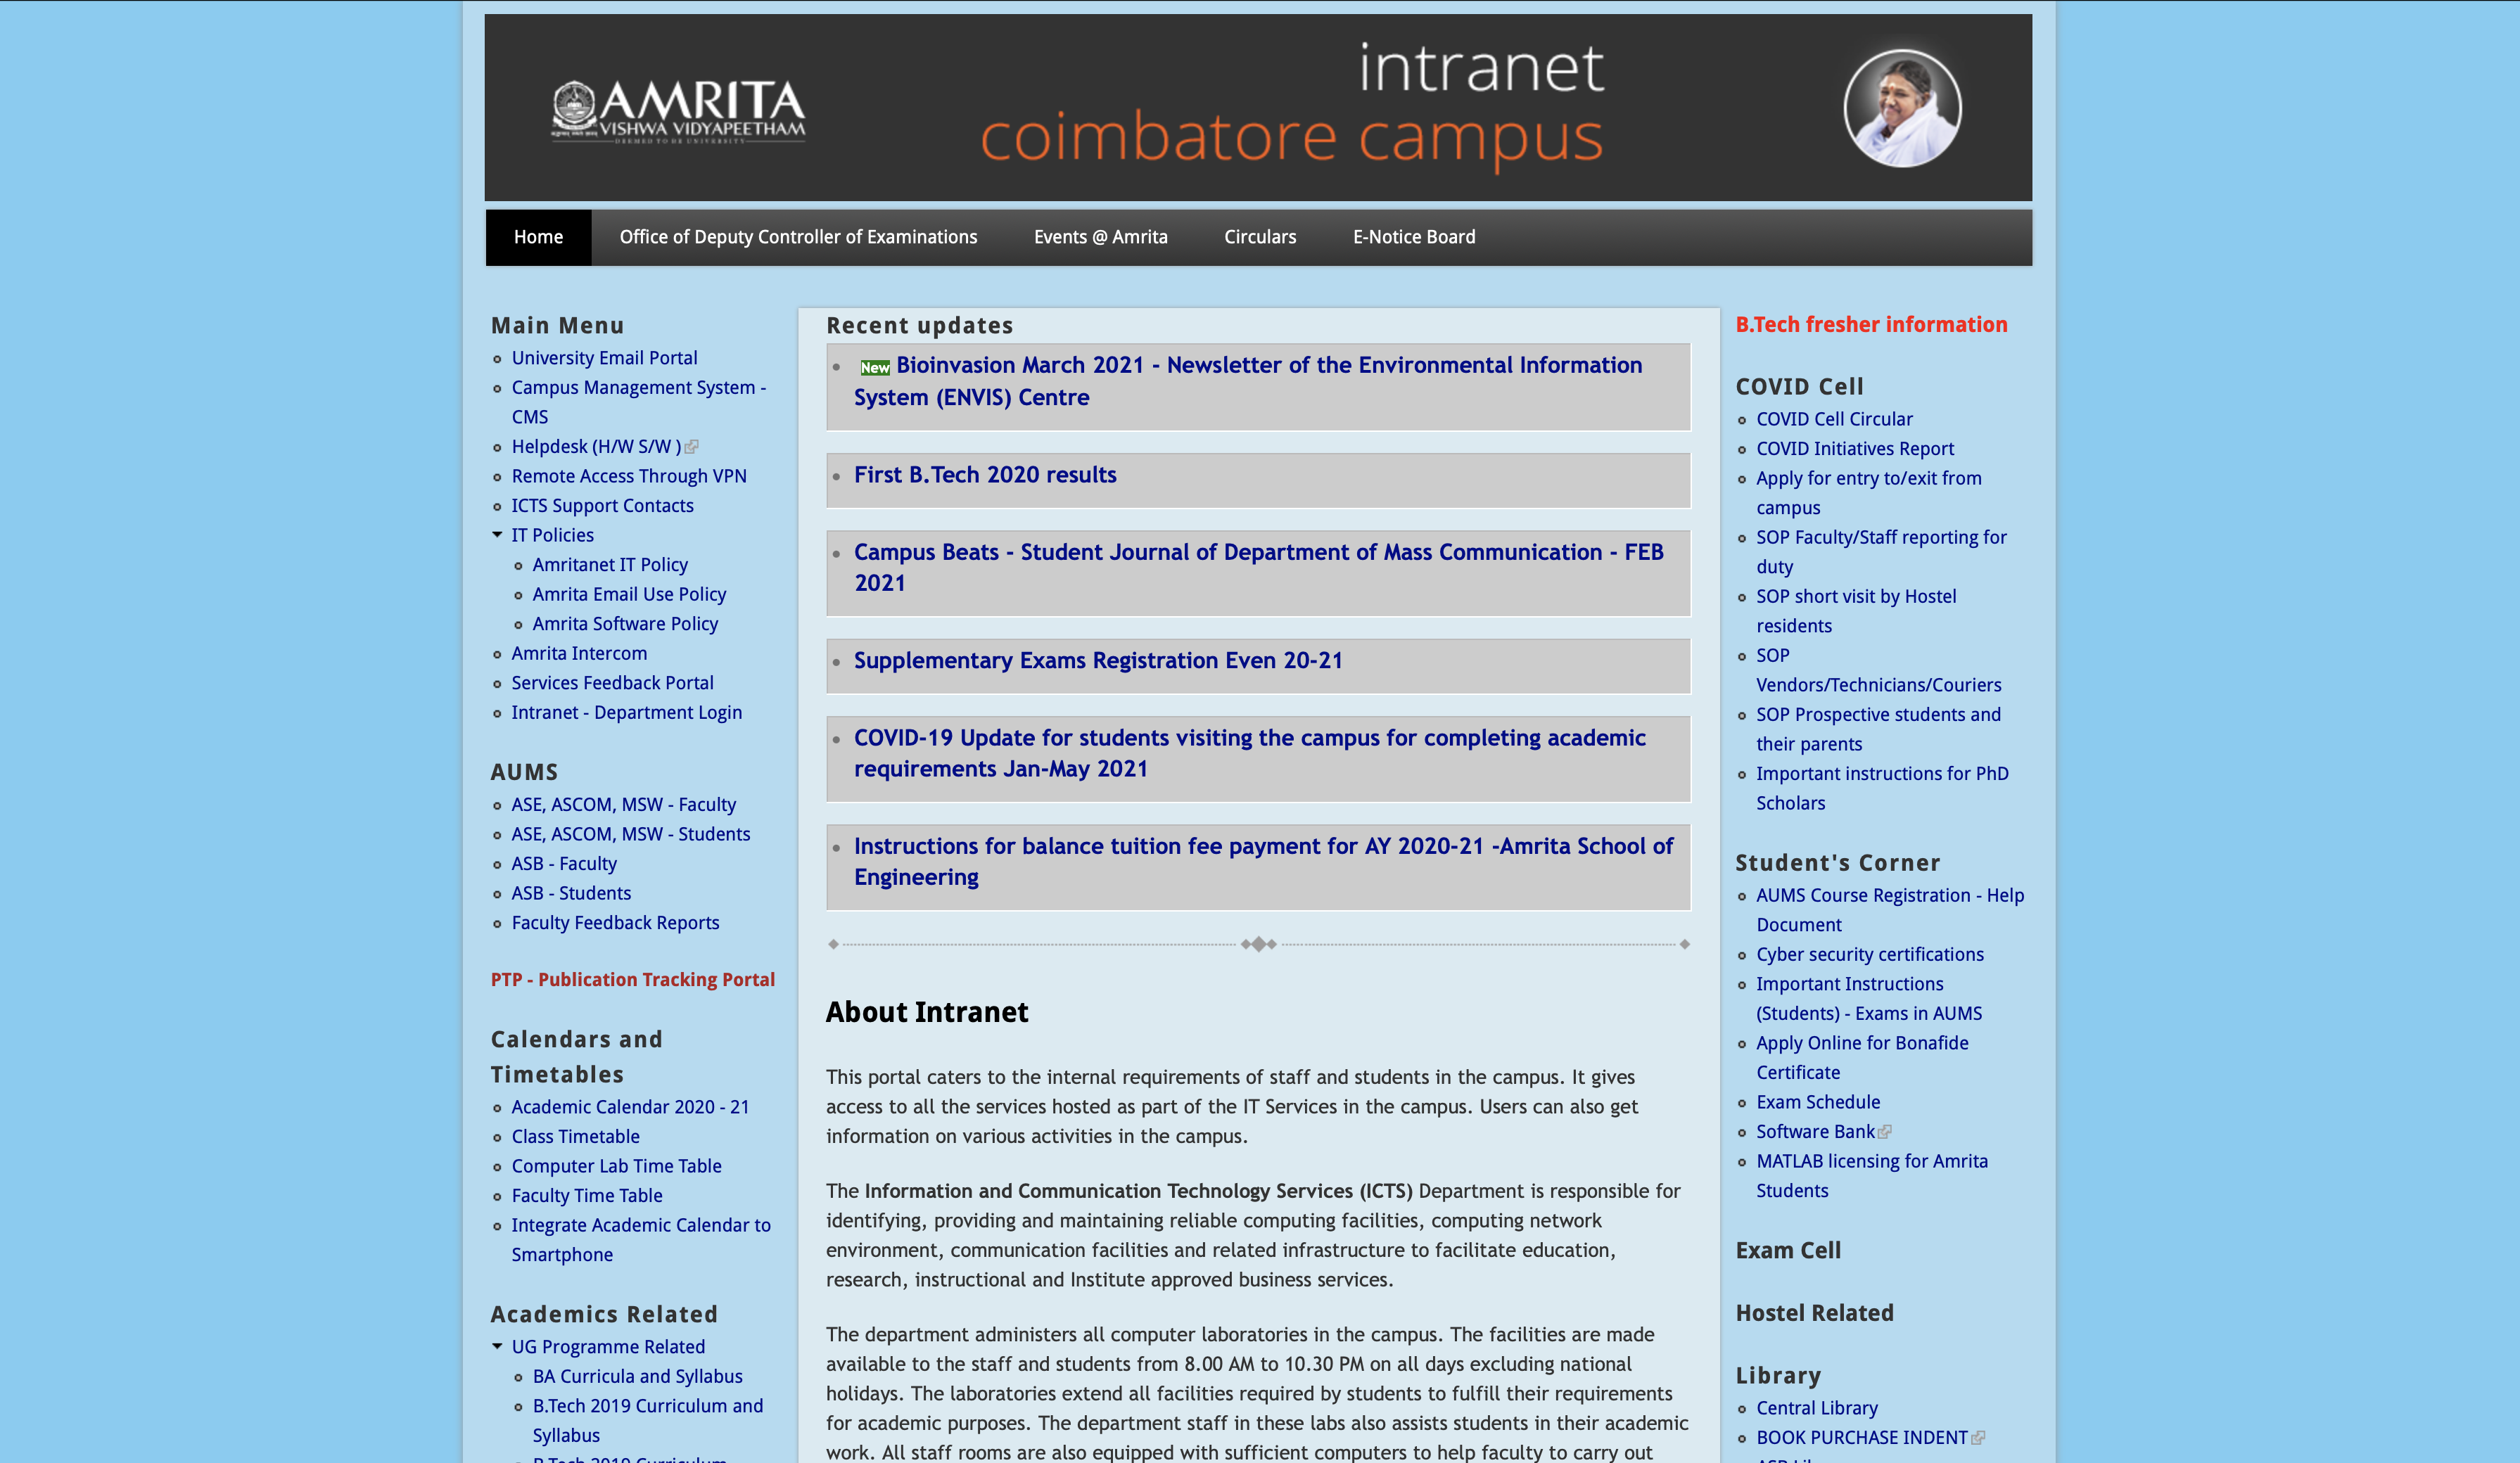 AMRITA
VISHWA VIDYAPEETHAM
DEEMED TO BE UNIVERSITY
intranet
coimbatore campus
Home
Office of Deputy Controller of Examinations
Events @ Amrita
Circulars
E-Notice Board
Main Menu
University Email Portal
Campus Management System -
CMS
Helpdesk (H/W S/W )
Remote Access Through VPN
ICTS Support Contacts
IT Policies
Amritanet IT Policy
Amrita Email Use Policy
Amrita Software Policy
Amrita Intercom
Services Feedback Portal
Intranet - Department Login
AUMS
ASE, ASCOM, MSW - Faculty
ASE, ASCOM, MSW - Students
ASB - Faculty
ASB - Students
Faculty Feedback Reports
PTP - Publication Tracking Portal
Calendars and
Timetables
Academic Calendar 2020 - 21
Class Timetable
Computer Lab Time Table
Faculty Time Table
Integrate Academic Calendar to
Smartphone
Academics Related
UG Programme Related
BA Curricula and Syllabus
B.Tech 2019 Curriculum and
Syllabus
B.Tech 2019 Curriculum
Recent updates
New Bioinvasion March 2021 - Newsletter of the Environmental Information
System (ENVIS) Centre
First B.Tech 2020 results
Campus Beats - Student Journal of Department of Mass Communication - FEB
2021
Supplementary Exams Registration Even 20-21
COVID-19 Update for students visiting the campus for completing academic
requirements Jan-May 2021
Instructions for balance tuition fee payment for AY 2020-21 -Amrita School of
Engineering
About Intranet
This portal caters to the internal requirements of staff and students in the campus. It gives
access to all the services hosted as part of the IT Services in the campus. Users can also get
information on various activities in the campus.
The Information and Communication Technology Services (ICTS) Department is responsible for
identifying, providing and maintaining reliable computing facilities, computing network
environment, communication facilities and related infrastructure to facilitate education,
research, instructional and Institute approved business services.
The department administers all computer laboratories in the campus. The facilities are made
available to the staff and students from 8.00 AM to 10.30 PM on all days excluding national
holidays. The laboratories extend all facilities required by students to fulfill their requirements
for academic purposes. The department staff in these labs also assists students in their academic
work. All staff rooms are also equipped with sufficient computers to help faculty to carry out
B.Tech fresher information
COVID Cell
COVID Cell Circular
COVID Initiatives Report
Apply for entry to/exit from
campus
SOP Faculty/Staff reporting for
duty
SOP short visit by Hostel
residents
SOP
Vendors/Technicians/Couriers
SOP Prospective students and
their parents
Important instructions for PhD
Scholars
Student's Corner
AUMS Course Registration - Help
Document
Cyber security certifications
Important Instructions
(Students) - Exams in AUMS
Apply Online for Bonafide
Certificate
Exam Schedule
Software Bank
MATLAB licensing for Amrita
Students
Exam Cell
Hostel Related
Library
Central Library
BOOK PURCHASE INDENT